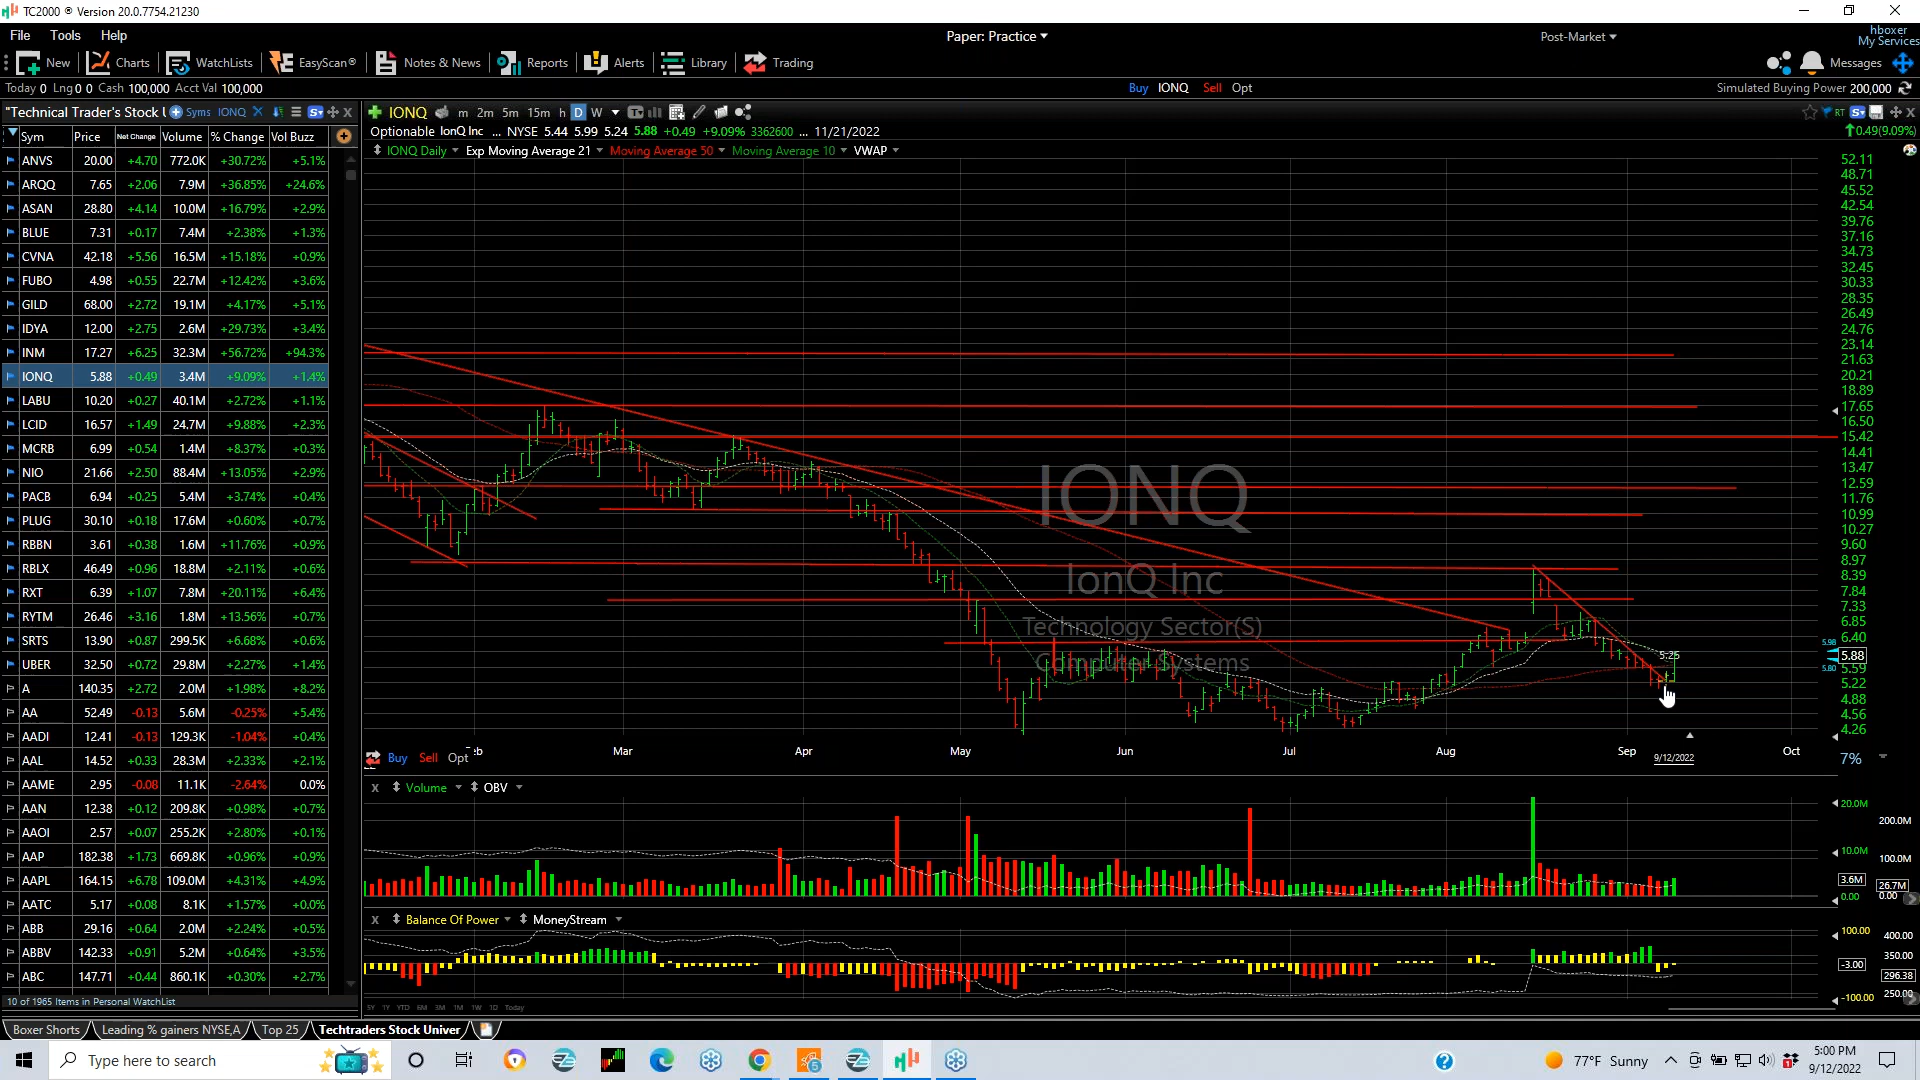 TC2000 ® Version 20.0.7754.21230
File Tools Help
Paper: Practice
Post-Market
hboxer
My Services
New Charts WatchLists EasyScan® Notes & News Reports Alerts Library Trading
Messages
Today 0 Lng 0 0 Cash 100,000 Acct Val 100,000
Buy IONQ Sell Opt
Simulated Buying Power 200,000
"Technical Trader's Stock U Syms IONQ
IONQ m 2m 5m 15m h D W
RT
Optionable IonQ Inc ... NYSE 5.44 5.99 5.24 5.88 +0.49 +9.09% 3362600 ... 11/21/2022
0.49(9.09%)
IONQ Daily Exp Moving Average 21 Moving Average 50 Moving Average 10 VWAP
Sym Price Net Change Volume % Change Vol Buzz
ANVS 20.00 +4.70 772.0K +30.72% +5.1%
ARQQ 7.65 +2.06 7.9M +36.85% +24.6%
ASAN 28.80 +4.14 10.0M +16.79% +2.9%
BLUE 7.31 +0.17 7.4M +2.38% +1.3%
CVNA 42.18 +5.56 16.5M +15.18% +0.9%
FUBO 4.98 +0.55 22.7M +12.42% +3.6%
GILD 68.00 +2.72 19.1M +4.17% +5.1%
IDYA 12.00 +2.75 2.6M +29.73% +3.4%
INM 17.27 +6.25 32.3M +56.72% +94.3%
IONQ 5.88 +0.49 3.4M +9.09% +1.4%
LABU 10.20 +0.27 40.1M +2.72% +1.1%
LCID 16.57 +1.49 24.7M +9.88% +2.3%
MCRB 6.99 +0.54 1.4M +8.37% +0.3%
NIO 21.66 +2.50 88.4M +13.05% +2.9%
PACB 6.94 +0.25 5.4M +3.74% +0.4%
PLUG 30.10 +0.18 17.6M +0.60% +0.7%
RBBN 3.61 +0.38 1.6M +11.76% +0.9%
RBLX 46.49 +0.96 18.8M +2.11% +0.6%
RXT 6.39 +1.07 7.8M +20.11% +6.4%
RYTM 26.46 +3.16 1.8M +13.56% +0.7%
SRTS 13.90 +0.87 299.5K +6.68% +0.6%
UBER 32.50 +0.72 29.8M +2.27% +1.4%
A 140.35 +2.72 2.0M +1.98% +8.2%
AA 52.49 -0.13 5.6M -0.25% +5.4%
AADI 12.41 -0.13 129.3K -1.04% +0.4%
AAL 14.52 +0.33 28.3M +2.33% +2.1%
AAME 2.95 -0.08 11.1K -2.64% 0.0%
AAN 12.38 +0.12 209.8K +0.98% +0.7%
AAOI 2.57 +0.07 255.2K +2.80% +0.1%
AAP 182.38 +1.73 669.8K +0.96% +0.9%
AAPL 164.15 +6.78 109.0M +4.31% +4.9%
AATC 5.17 +0.08 8.1K +1.57% +0.0%
ABB 29.16 +0.64 2.0M +2.24% +0.5%
ABBV 142.33 +0.91 5.2M +0.64% +3.5%
ABC 147.71 +0.44 860.1K +0.30% +2.7%
10 of 1965 Items in Personal WatchList
IONQ
IonQ Inc
Technology Sector(S)
Computer Systems
5.25
52.11
48.71
45.52
42.54
39.76
37.16
34.73
32.45
30.33
28.35
26.49
24.76
23.14
21.63
20.21
18.89
17.65
16.50
15.42
14.41
13.47
12.59
11.76
10.99
10.27
9.60
8.97
8.39
7.84
7.33
6.85
6.40
5.98
5.88
5.80 5.59
5.22
4.88
4.56
4.26
7%
Buy Sell Opt
eb Mar Apr May Jun Jul Aug Sep Oct
9/12/2022
x Volume OBV
20.0M
200.0M
10.0M
100.0M
3.6M
26.7M
0.00
0.00
x Balance Of Power MoneyStream
100.00
400.00
350.00
-3.00
296.38
250.00
-100.00
5Y 1Y YTD 6M 3M 1M 1W 1D Today
Boxer Shorts Leading % gainers NYSE,A Top 25 Techtraders Stock Univer
Type here to search
5
77°F Sunny
1
5:00 PM
9/12/2022